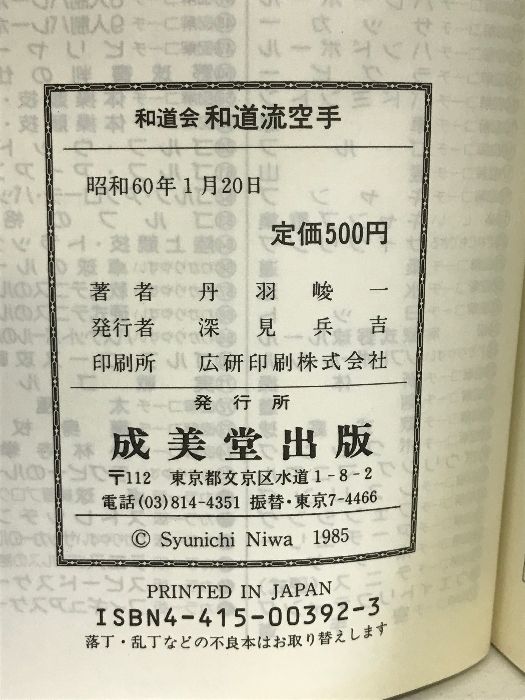 和道会 和道流空手
昭和60年1月20日
定価500円
著者 丹羽峻一
発行者 深見兵吉
印刷所 広研印刷株式会社
発行所
成美堂出版
〒112 東京都文京区水道1-8-2
電話(03)814-4351 振替・東京7-4466
© Syunichi Niwa 1985
PRINTED IN JAPAN
ISBN4-415-00392-3
落丁・乱丁などの不良本はお取り替えします